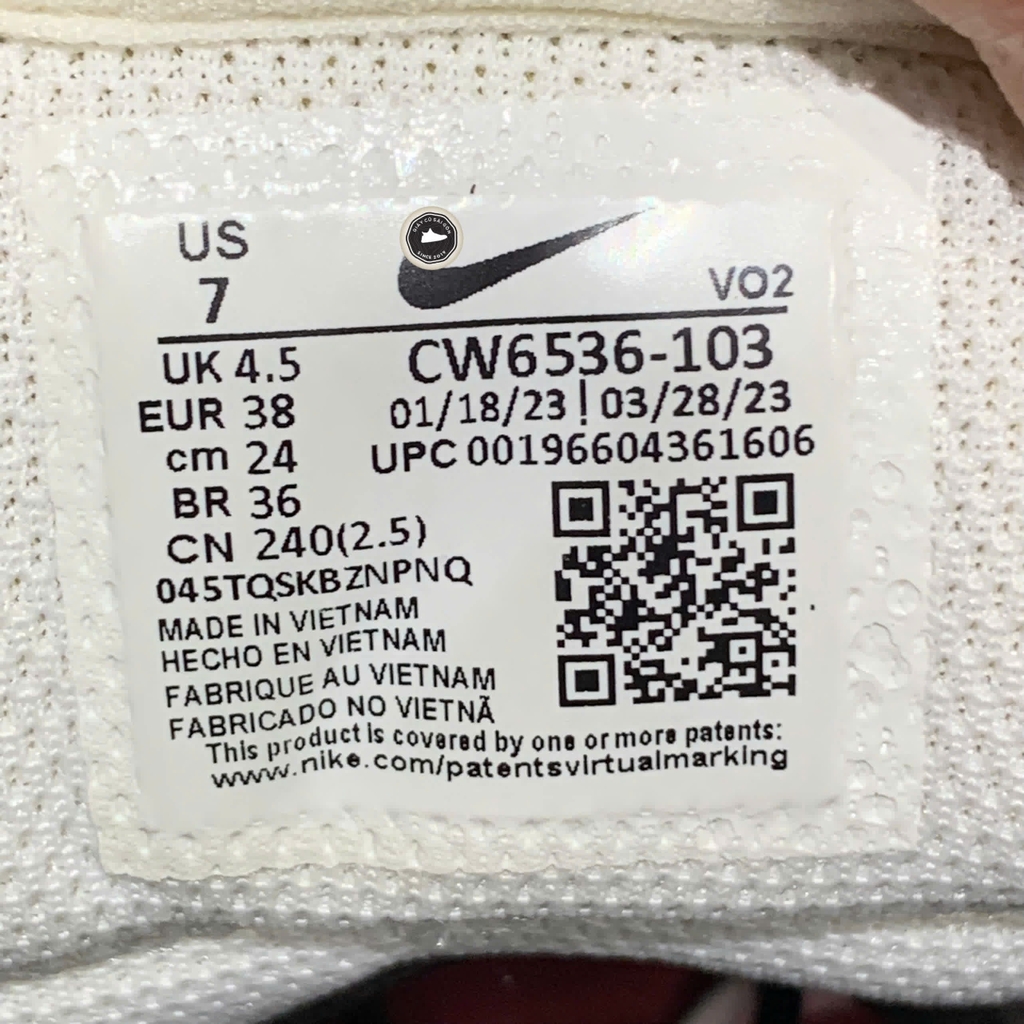 US
7
VO2
UK 4.5
EUR 38
cm 24
BR 36
CN 240(2.5)
CW6536-103
01/18/23 | 03/28/23
UPC 00196604361606
045TQSKBZNPNQ
MADE IN VIETNAM
HECHO EN VIETNAM
FABRIQUE AU VIETNAM
FABRICADO NO VIETNÃ
This product is covered by one or more patents:
www.nike.com/patentsvirtualmarking
SINCE 2019